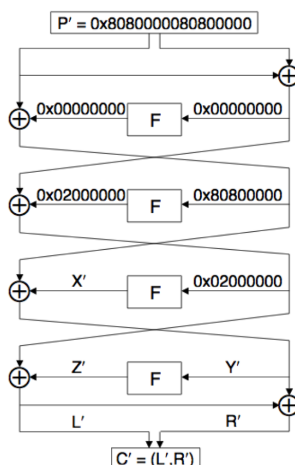 P′ = 0x8080000080800000
0x00000000 F 0x00000000
0x02000000 F 0x80800000
X′ F 0x02000000
Z′ F Y′
L′ R′
C′ = (L′,R′)